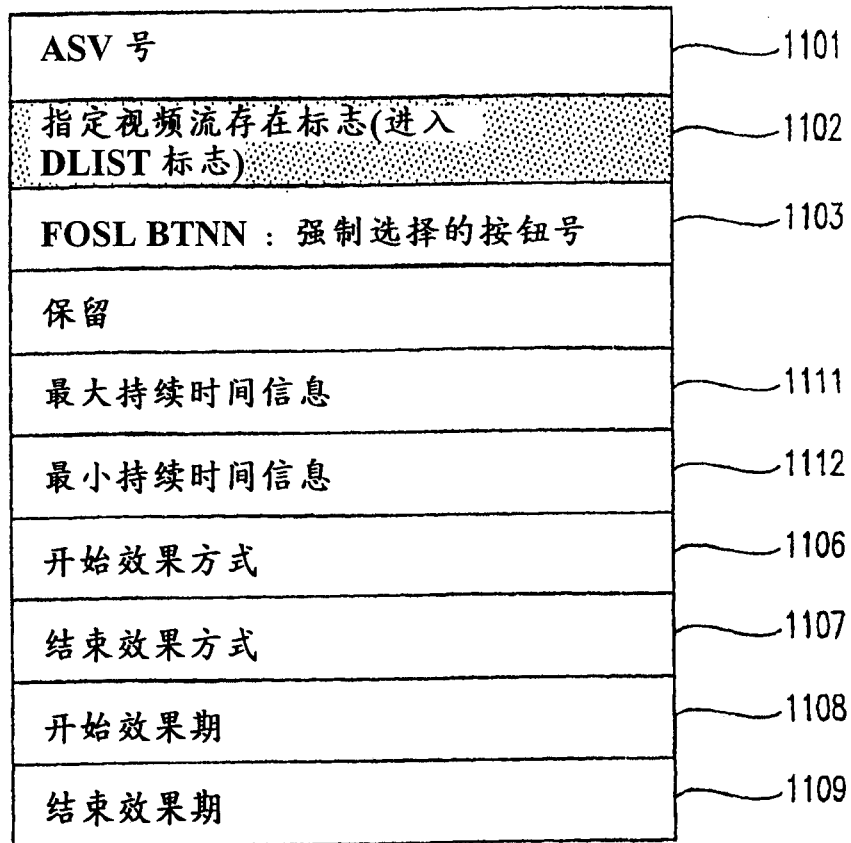 ASV 号 1101
指定视频流存在标志(进入 1102
DLIST 标志)
FOSL BTNN : 强制选择的按钮号 1103
保留
最大持续时间信息 1111
最小持续时间信息 1112
开始效果方式 1106
结束效果方式 1107
开始效果期 1108
结束效果期 1109